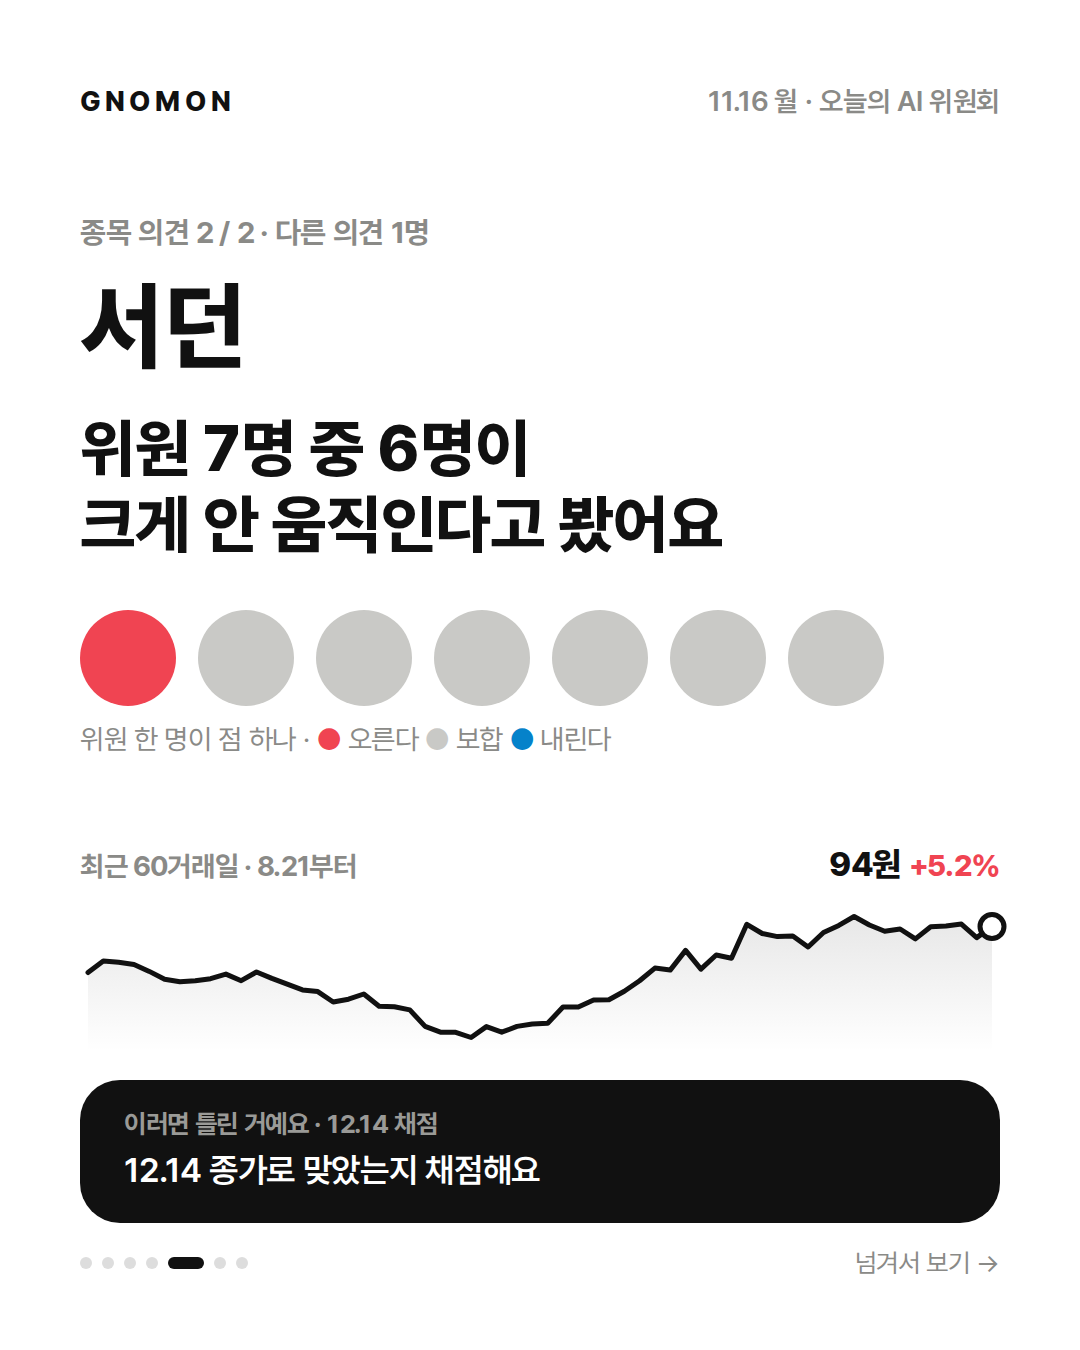 GNOMON
11.16 월 · 오늘의 AI 위원회
종목 의견 2 / 2 · 다른 의견 1명
서던
위원 7명 중 6명이
크게 안 움직인다고 봤어요
위원 한 명이 점 하나 · 오른다 보합 내린다
최근 60거래일 · 8.21부터
94원 +5.2%
이러면 틀린 거예요 · 12.14 채점
12.14 종가로 맞았는지 채점해요
넘겨서 보기 →